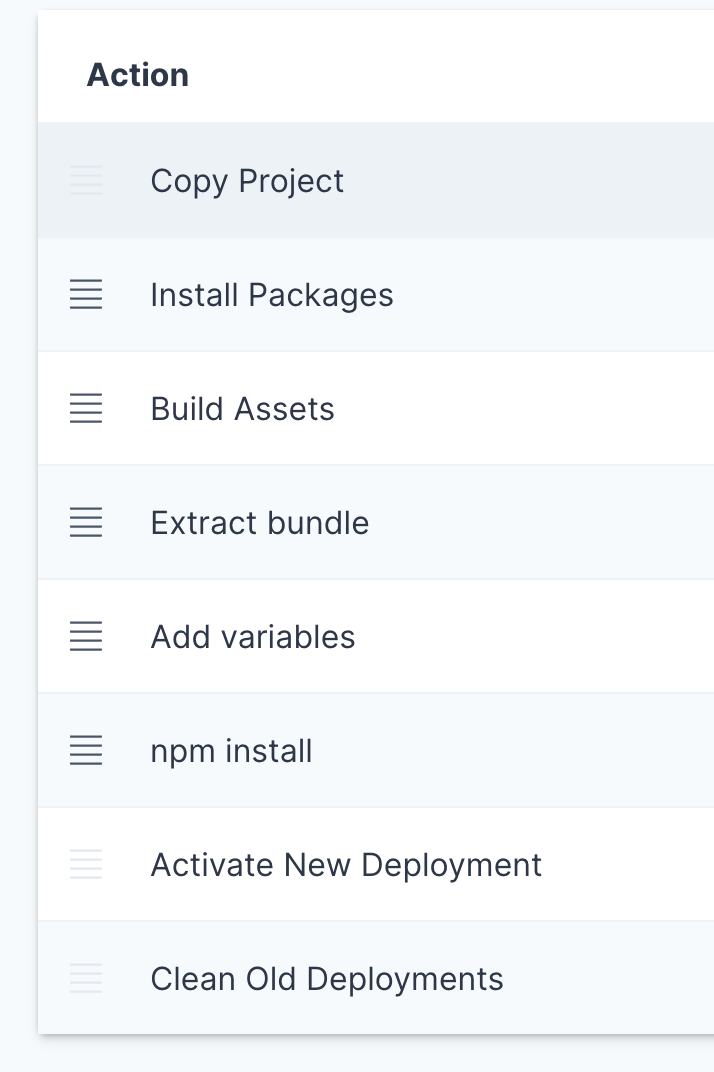 Action
Copy Project
Install Packages
Build Assets
Extract bundle
Add variables
npm install
Activate New Deployment
Clean Old Deployments